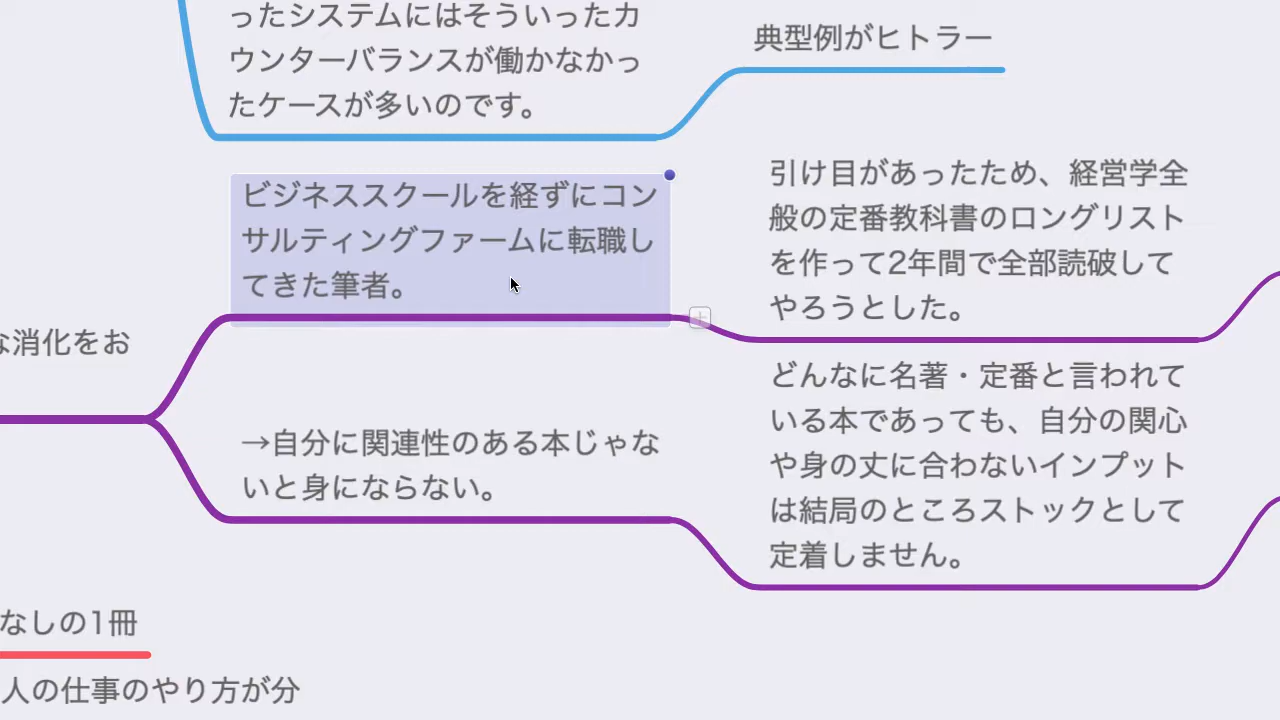 ったシステムにはそういったカ
ウンターバランスが働かなかっ
たケースが多いのです。
典型例がヒトラー
ビジネススクールを経ずにコン
サルティングファームに転職し
てきた筆者。
引け目があったため、経営学全
般の定番教科書のロングリスト
を作って2年間で全部読破して
やろうとした。
な消化をお
→自分に関連性のある本じゃな
いと身にならない。
どんなに名著・定番と言われて
いる本であっても、自分の関心
や身の丈に合わないインプット
は結局のところストックとして
定着しません。
なしの1冊
人の仕事のやり方が分